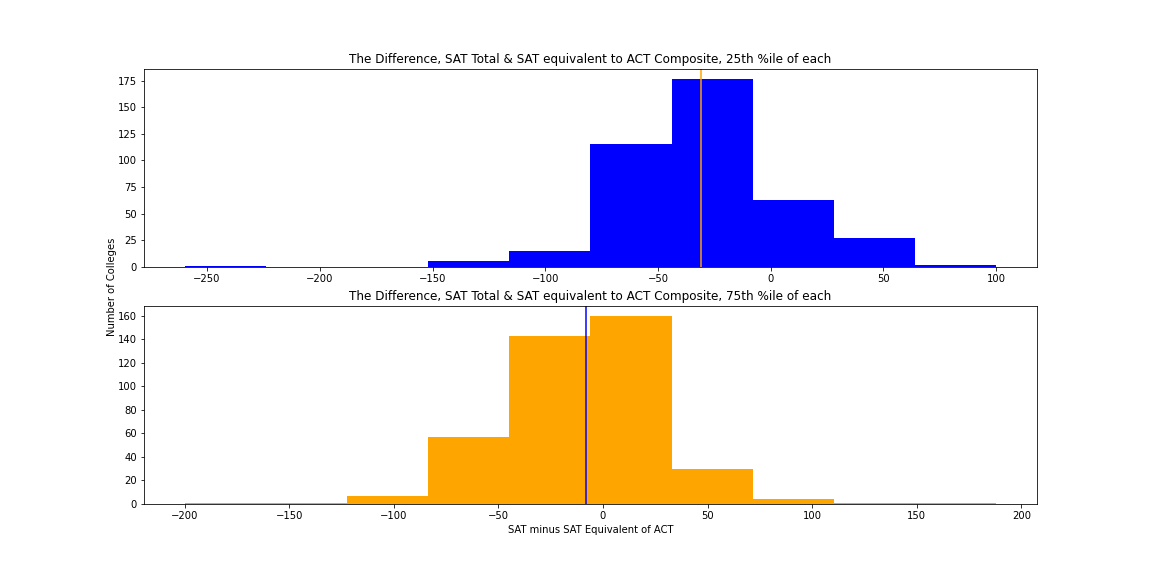 The Difference, SAT Total & SAT equivalent to ACT Composite, 25th %ile of each
175
150
125
100
75
50
25
0
−250 −200 −150 −100 −50 0 50 100
Number of Colleges
The Difference, SAT Total & SAT equivalent to ACT Composite, 75th %ile of each
160
140
120
100
80
60
40
20
0
−200 −150 −100 −50 0 50 100 150 200
SAT minus SAT Equivalent of ACT